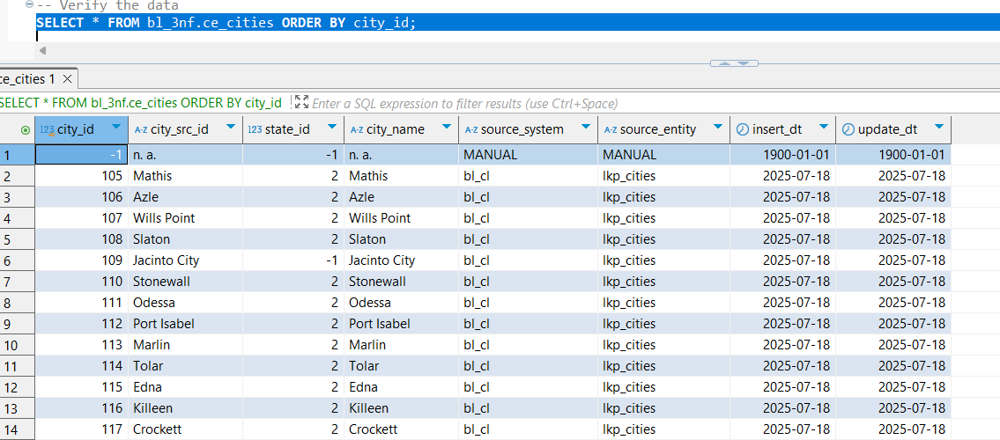 -- Verify the data
SELECT * FROM bl_3nf.ce_cities ORDER BY city_id;
ce_cities 1
SELECT * FROM bl_3nf.ce_cities ORDER BY city_id Enter a SQL expression to filter results (use Ctrl+Space)
123 city_id A-Z city_src_id 123 state_id A-Z city_name A-Z source_system A-Z source_entity insert_dt update_dt
1 -1 n. a. -1 n. a. MANUAL MANUAL 1900-01-01 1900-01-01
2 105 Mathis 2 Mathis bl_cl lkp_cities 2025-07-18 2025-07-18
3 106 Azle 2 Azle bl_cl lkp_cities 2025-07-18 2025-07-18
4 107 Wills Point 2 Wills Point bl_cl lkp_cities 2025-07-18 2025-07-18
5 108 Slaton 2 Slaton bl_cl lkp_cities 2025-07-18 2025-07-18
6 109 Jacinto City -1 Jacinto City bl_cl lkp_cities 2025-07-18 2025-07-18
7 110 Stonewall 2 Stonewall bl_cl lkp_cities 2025-07-18 2025-07-18
8 111 Odessa 2 Odessa bl_cl lkp_cities 2025-07-18 2025-07-18
9 112 Port Isabel 2 Port Isabel bl_cl lkp_cities 2025-07-18 2025-07-18
10 113 Marlin 2 Marlin bl_cl lkp_cities 2025-07-18 2025-07-18
11 114 Tolar 2 Tolar bl_cl lkp_cities 2025-07-18 2025-07-18
12 115 Edna 2 Edna bl_cl lkp_cities 2025-07-18 2025-07-18
13 116 Killeen 2 Killeen bl_cl lkp_cities 2025-07-18 2025-07-18
14 117 Crockett 2 Crockett bl_cl lkp_cities 2025-07-18 2025-07-18